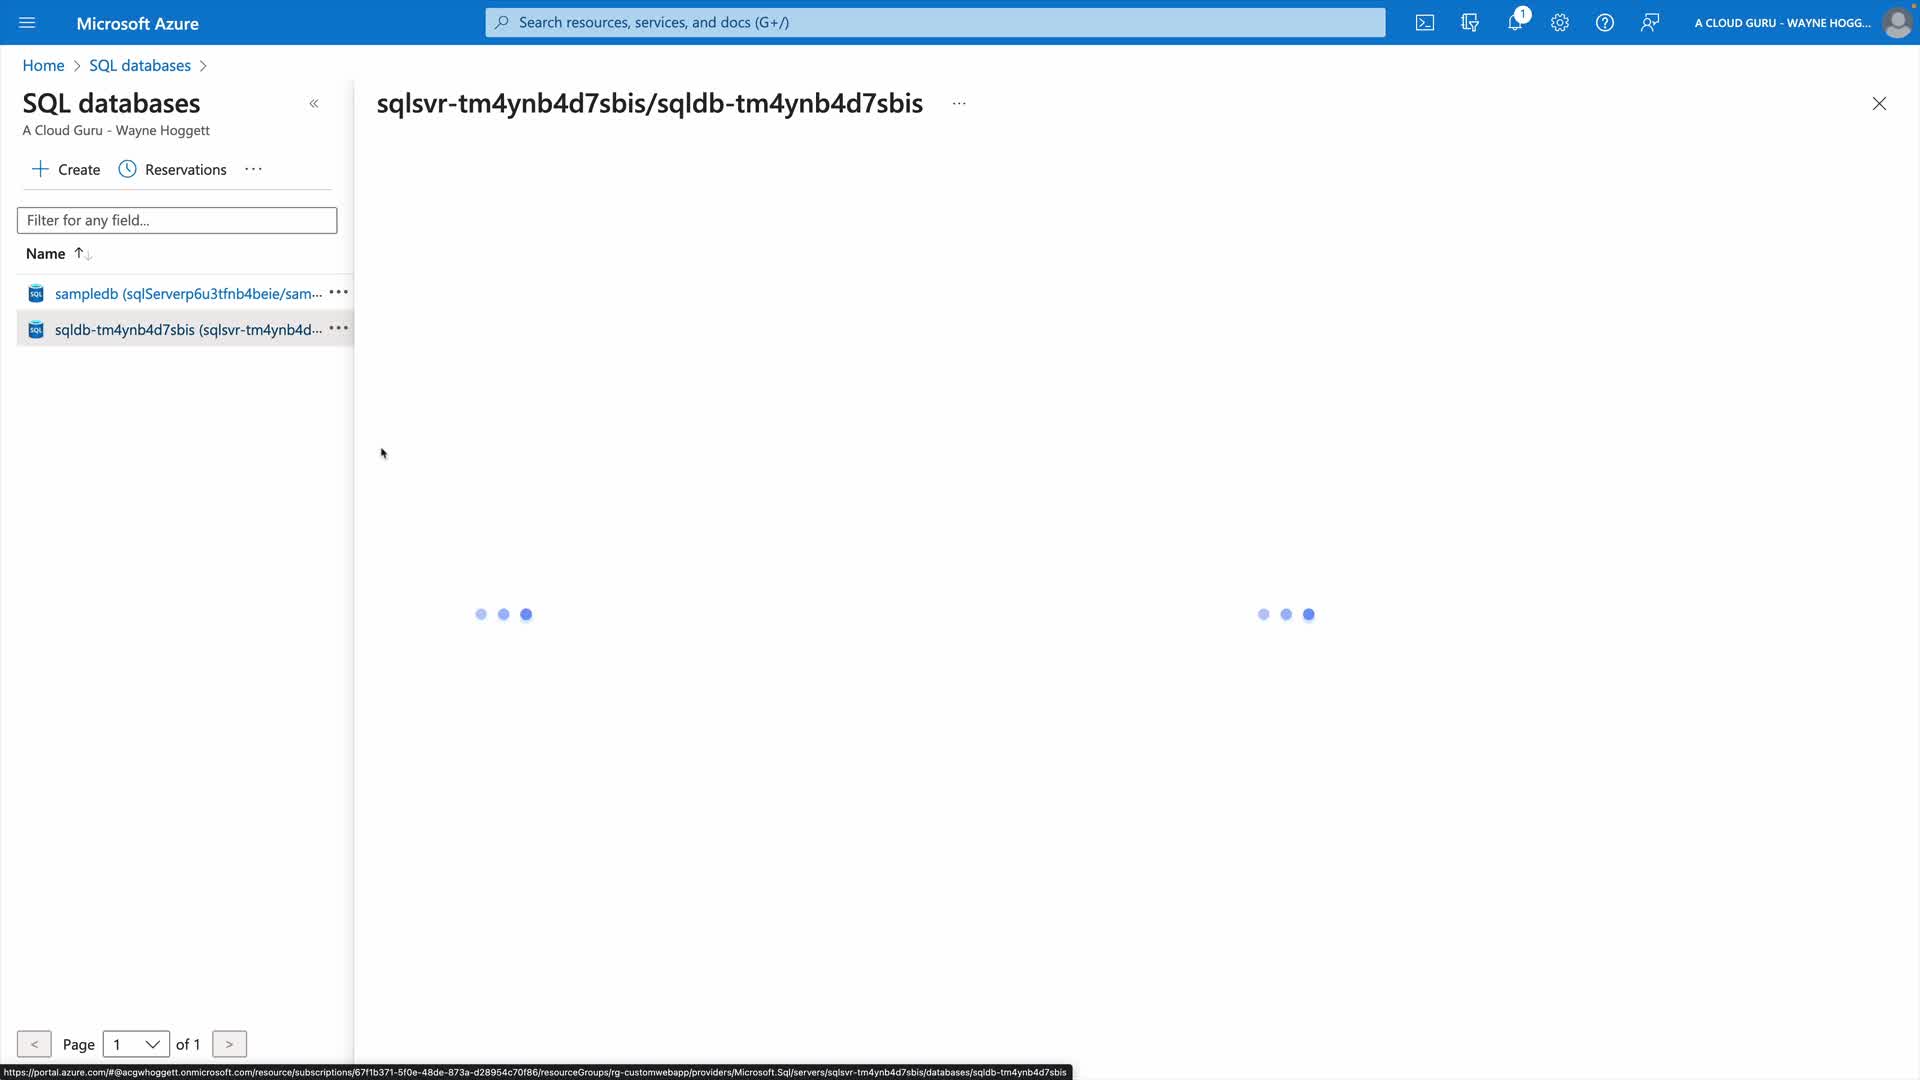 Microsoft Azure
Search resources, services, and docs (G+/)
1
A CLOUD GURU - WAYNE HOGG...
Home > SQL databases >
SQL databases
«
A Cloud Guru - Wayne Hoggett
sqlsvr-tm4ynb4d7sbis/sqldb-tm4ynb4d7sbis
...
+ Create
Reservations
...
Filter for any field...
Name ↑↓
SQL
sampledb (sqlServerp6u3tfnb4beie/sam...
...
SQL
sqldb-tm4ynb4d7sbis (sqlsvr-tm4ynb4d...
...
< Page 1 of 1 >
https://portal.azure.com/#@acgwhoggett.onmicrosoft.com/resource/subscriptions/67f1b371-5f0e-48de-873a-d28954c70f86/resourceGroups/rg-customwebapp/providers/Microsoft.Sql/servers/sqlsvr-tm4ynb4d7sbis/databases/sqldb-tm4ynb4d7sbis